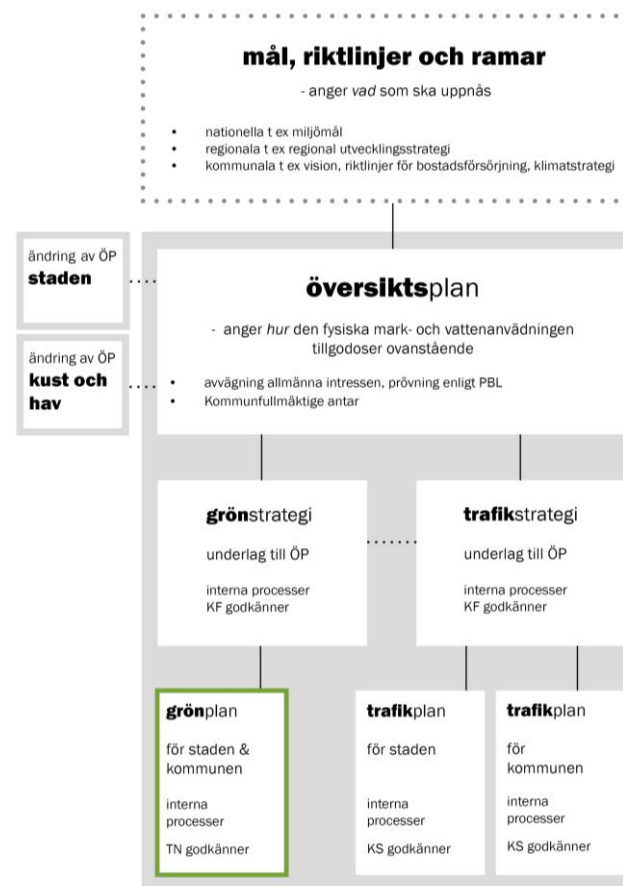 mål, riktlinjer och ramar
- anger vad som ska uppnås
• nationella t ex miljömål
• regionala t ex regional utvecklingsstrategi
• kommunala t ex vision, riktlinjer för bostadsförsörjning, klimatstrategi
ändring av ÖP
staden
ändring av ÖP
kust och
hav
översiktsplan
- anger hur den fysiska mark- och vattenanvädningen
tillgodoser ovanstående
• avvägning allmänna intressen, prövning enligt PBL
• Kommunfullmäktige antar
grönstrategi
underlag till ÖP
interna processer
KF godkänner
trafikstrategi
underlag till ÖP
interna processer
KF godkänner
grönplan
för staden &
kommunen
interna
processer
TN godkänner
trafikplan
för staden
interna
processer
KS godkänner
trafikplan
för
kommunen
interna
processer
KS godkänner